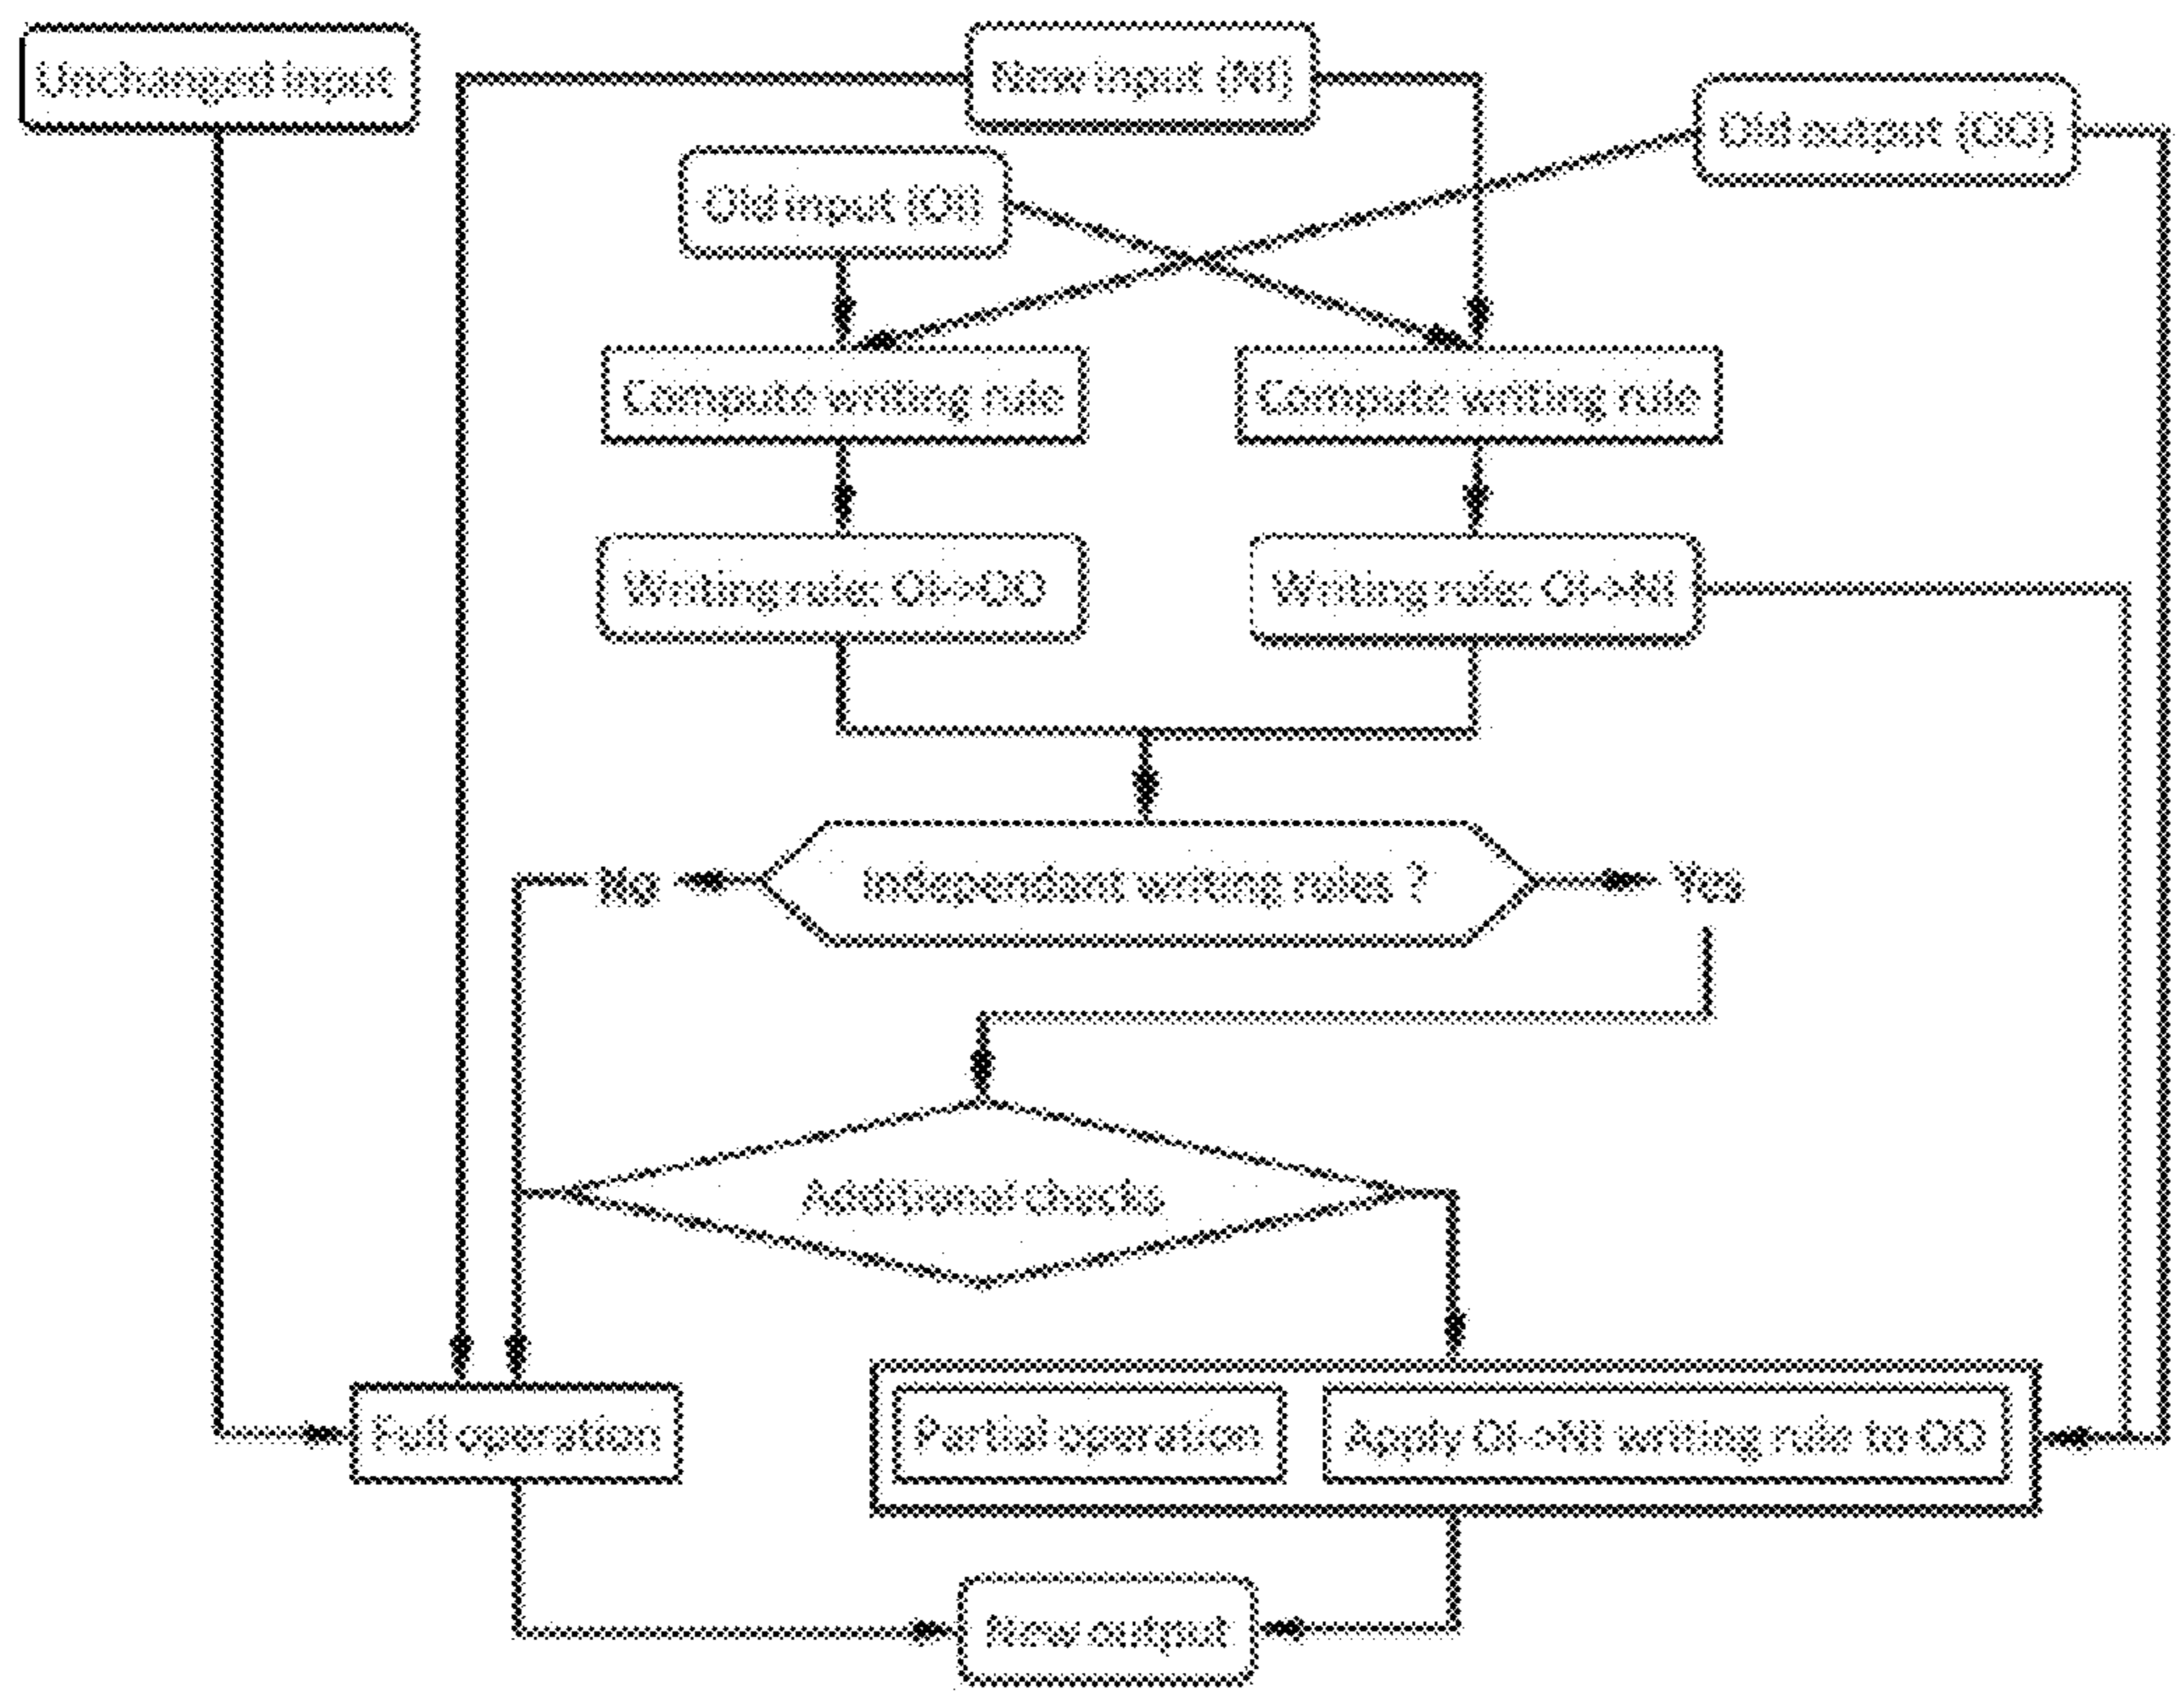 Unchanged input
New input (NI)
Old output (OO)
Old input (OI)
Compute writing rule
Compute writing rule
Writing rule: OI->OO
Writing rule: OI->NI
No
Independant writing rules ?
Yes
Additional checks
Full operation
Partial operation
Apply OI->NI writing rule to OO
New output